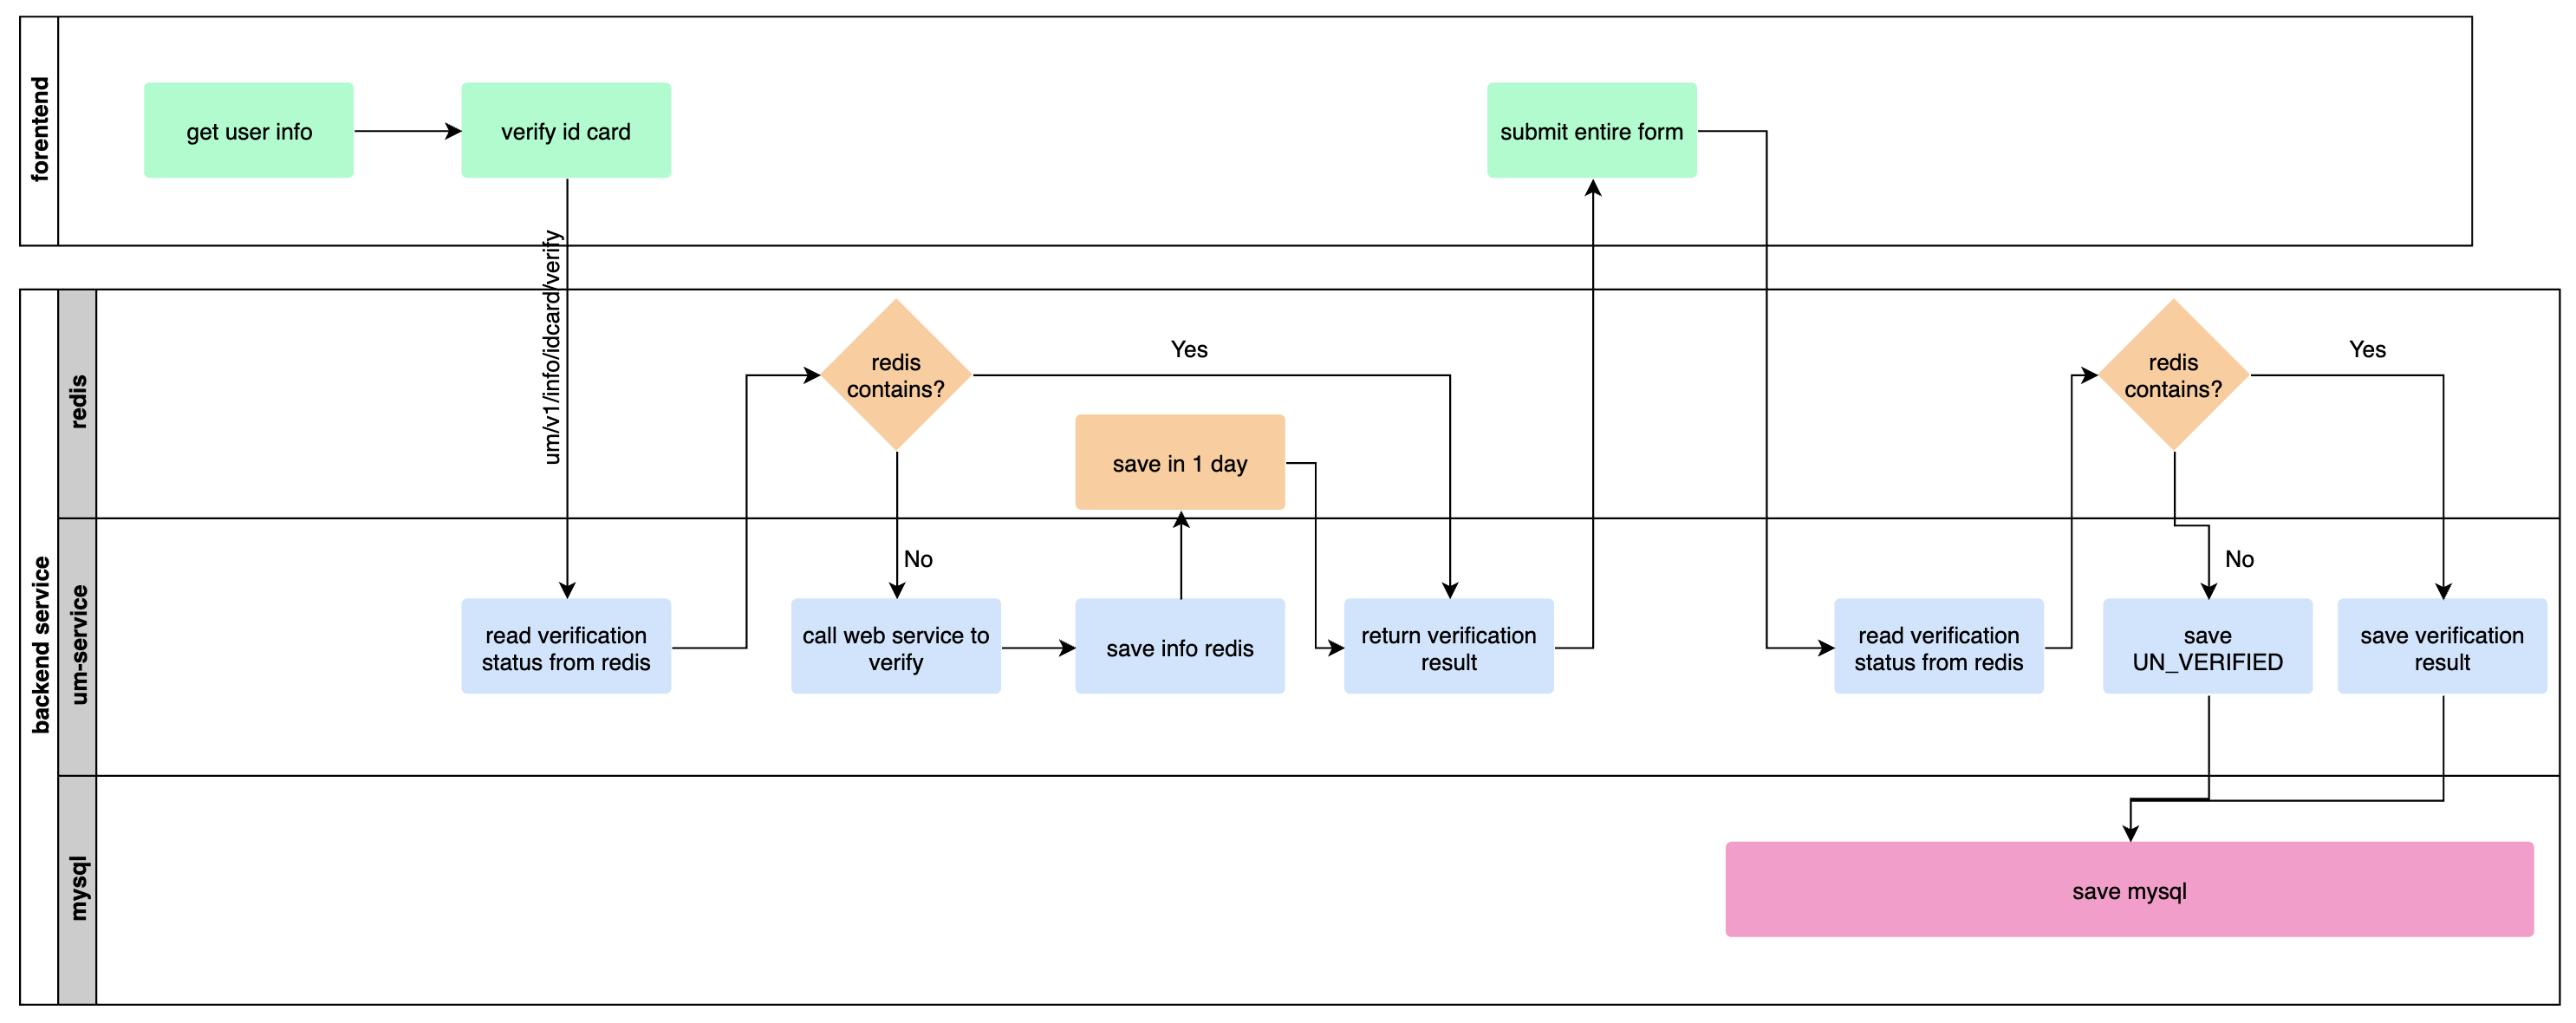 forentend
get user info
verify id card
submit entire form
um/v1/info/idcard/verify
backend service
redis
redis
contains?
Yes
save in 1 day
redis
contains?
Yes
um-service
No
No
read verification
status from redis
call web service to
verify
save info redis
return verification
result
read verification
status from redis
save
UN_VERIFIED
save verification
result
mysql
save mysql